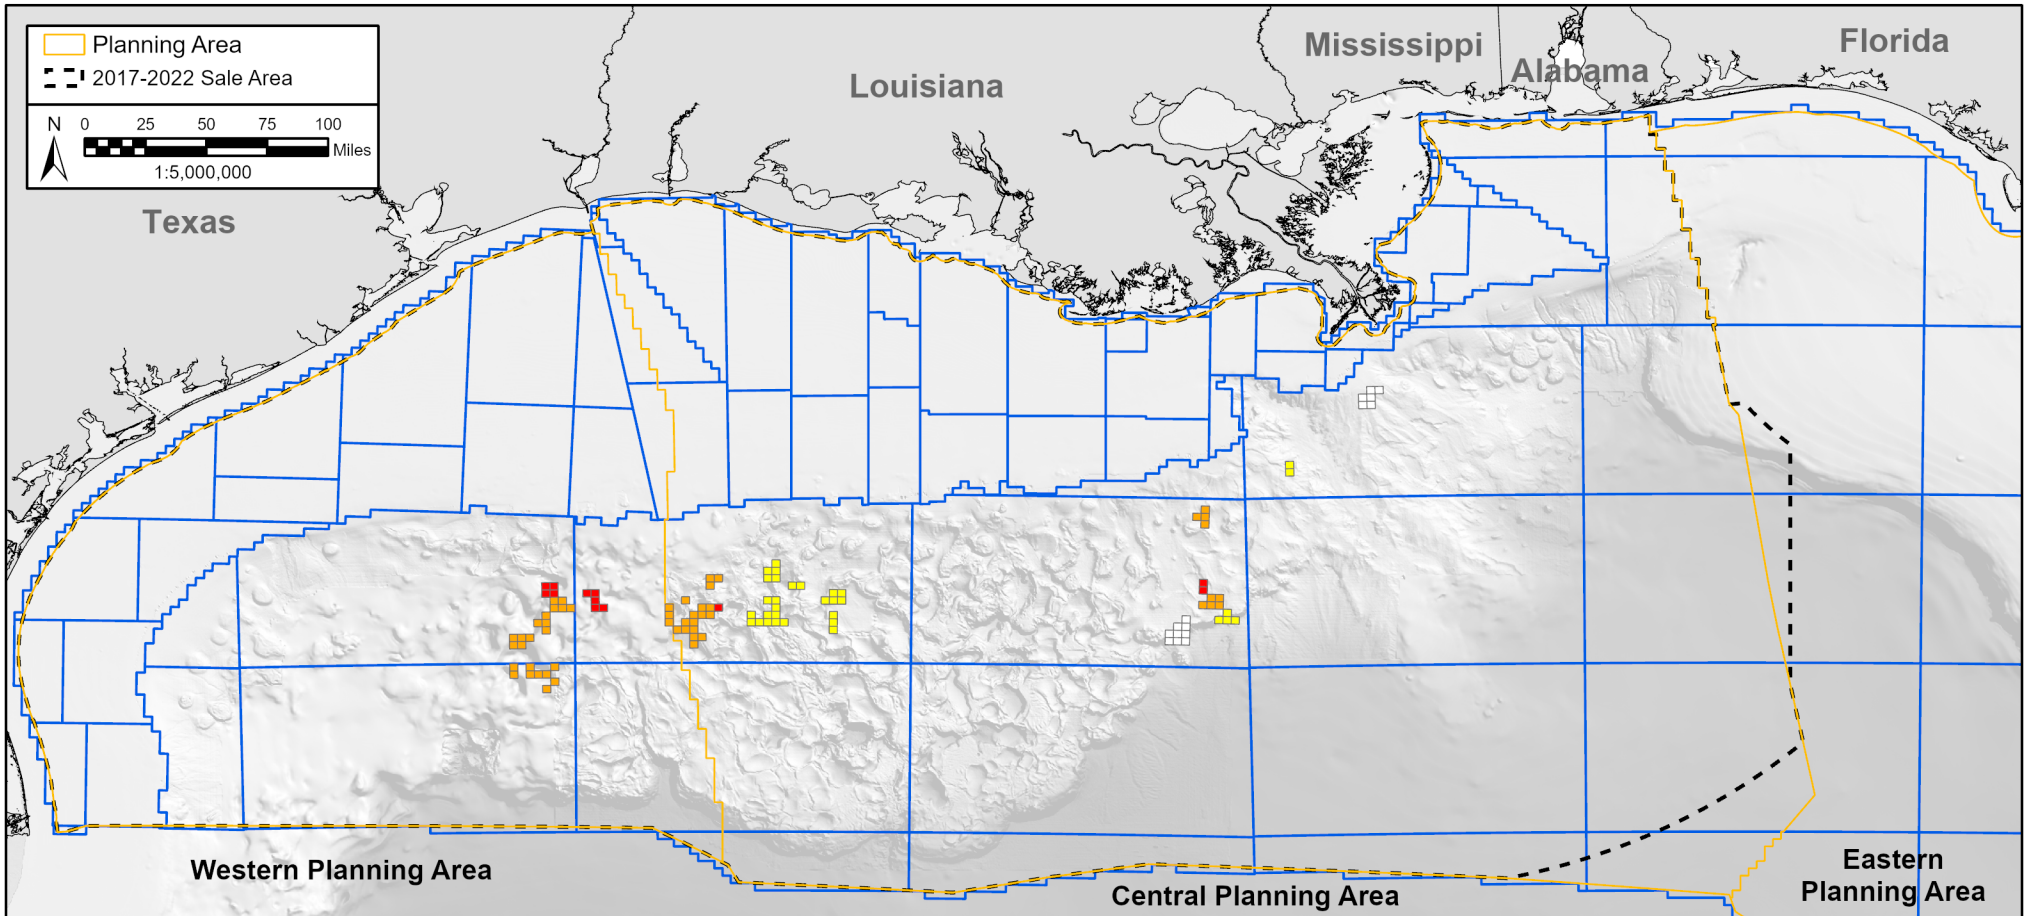 Planning Area
2017-2022 Sale Area
N
0 25 50 75 100
Miles
1:5,000,000
Texas
Louisiana
Mississippi
Alabama
Florida
Western Planning Area
Central Planning Area
Eastern
Planning Area